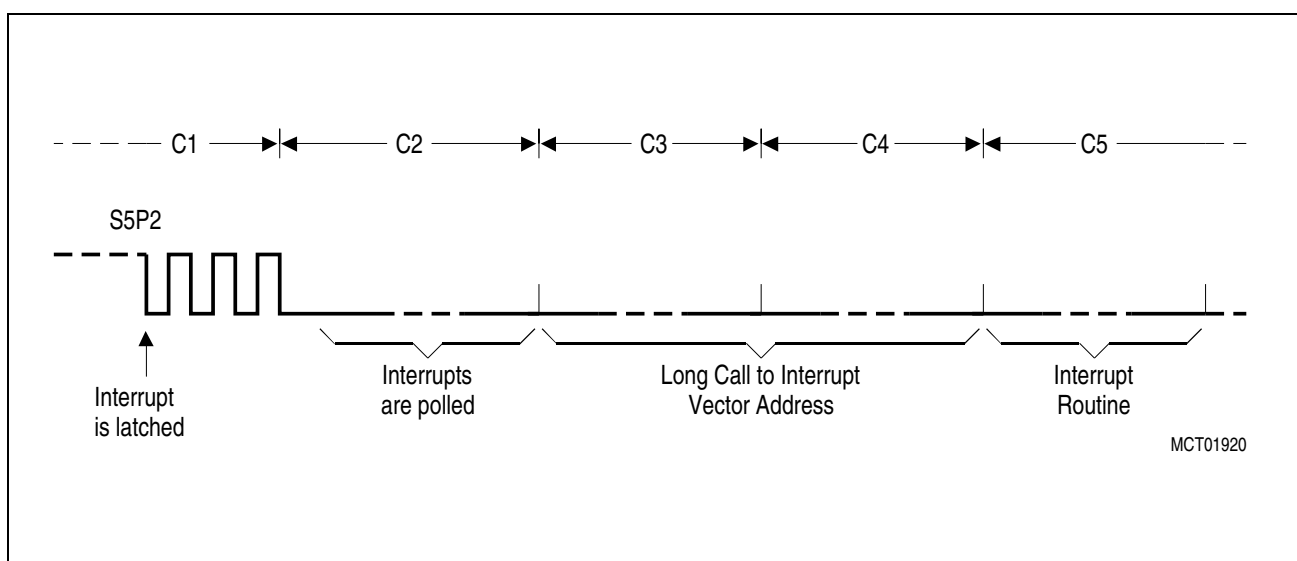 C1 C2 C3 C4 C5
S5P2
Interrupt
is latched
Interrupts
are polled
Long Call to Interrupt
Vector Address
Interrupt
Routine
MCT01920